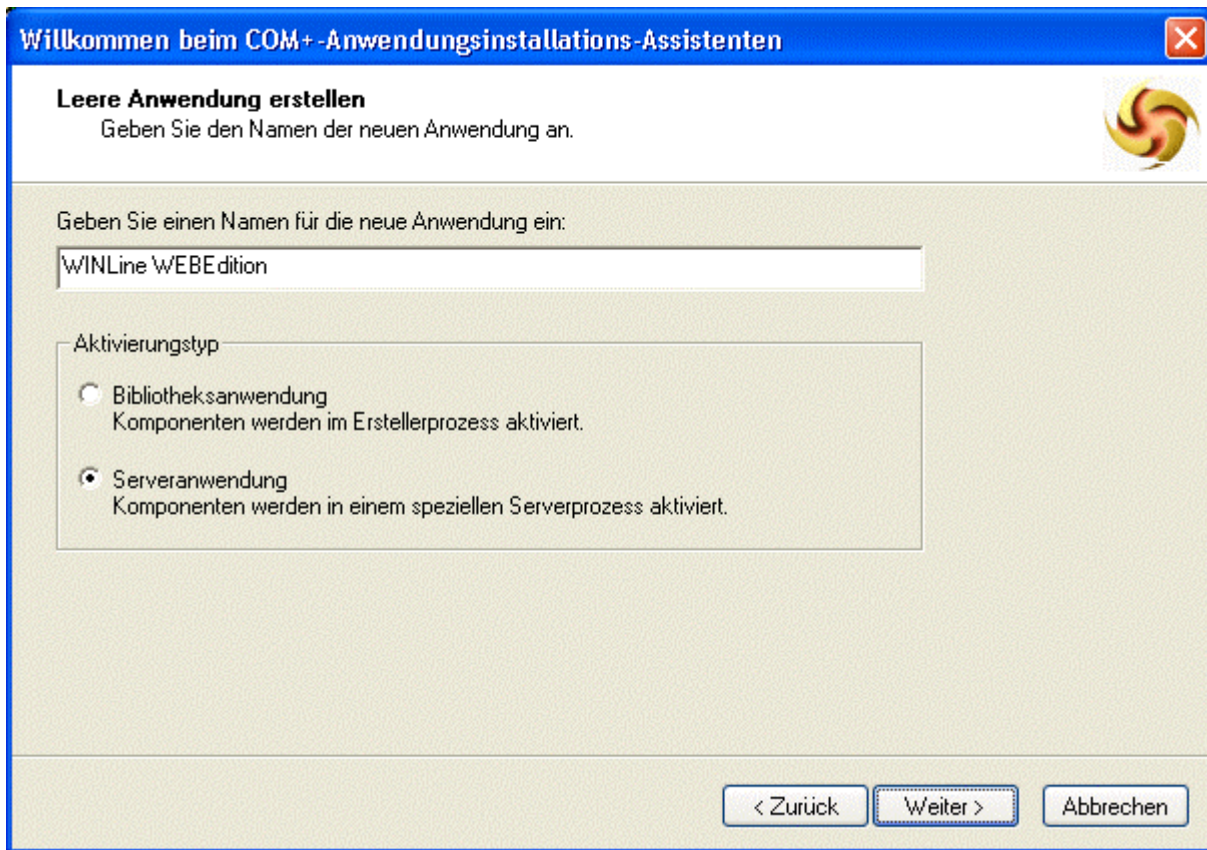 Willkommen beim COM+-Anwendungsinstallations-Assistenten
Leere Anwendung erstellen
Geben Sie den Namen der neuen Anwendung an.
Geben Sie einen Namen für die neue Anwendung ein:
WINLine WEBEdition
Aktivierungstyp
Bibliotheksanwendung
Komponenten werden im Erstellerprozess aktiviert.
Serveranwendung
Komponenten werden in einem speziellen Serverprozess aktiviert.
< Zurück Weiter > Abbrechen